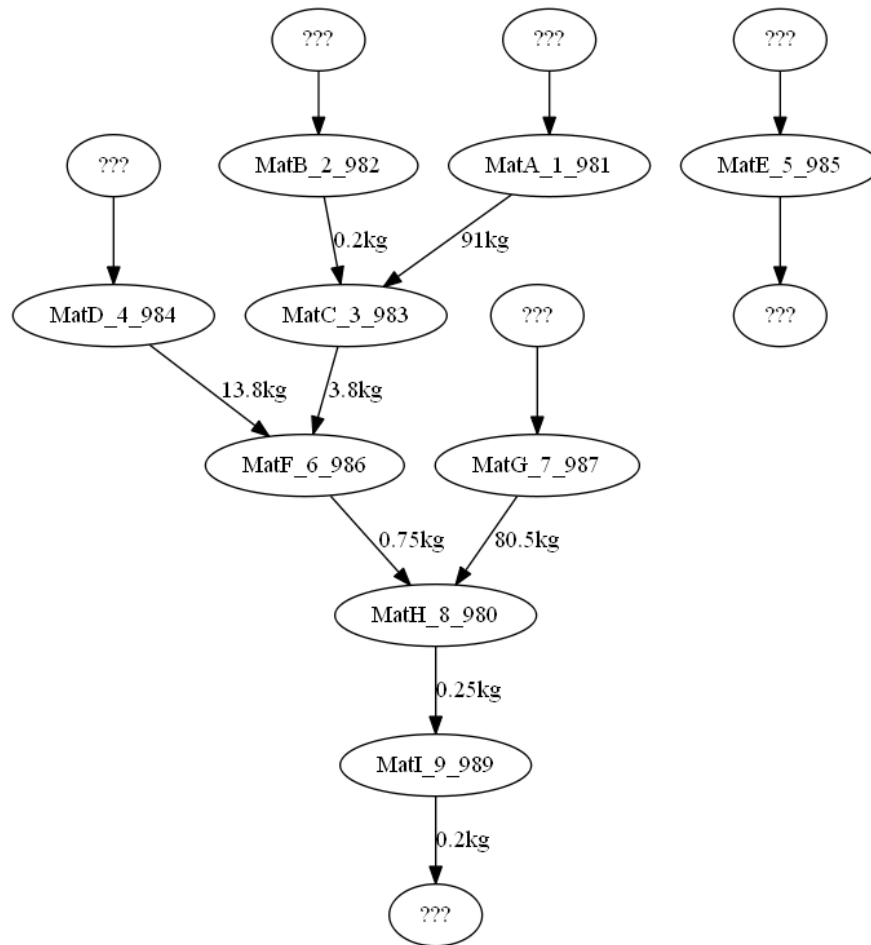 ???
???
???
???
MatB_2_982
MatA_1_981
MatE_5_985
0.2kg
91kg
MatD_4_984
MatC_3_983
???
???
13.8kg
3.8kg
MatF_6_986
MatG_7_987
0.75kg
80.5kg
MatH_8_980
0.25kg
MatI_9_989
0.2kg
???